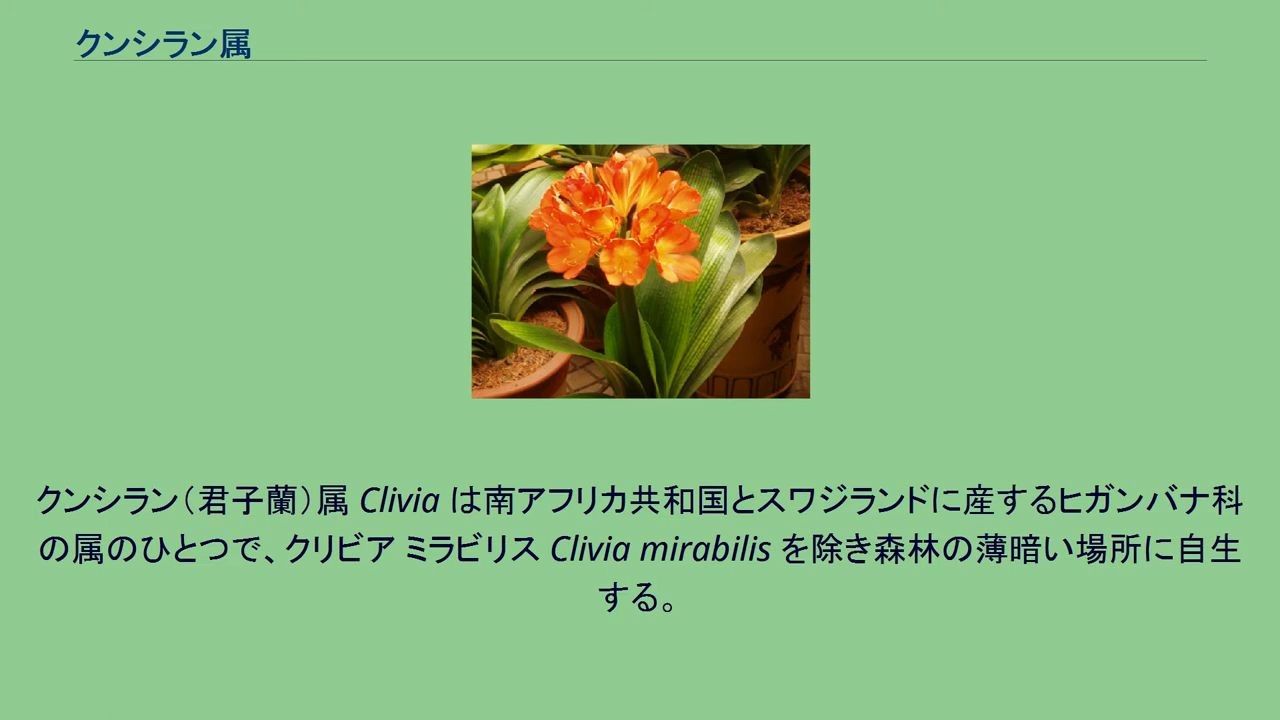 クンシラン属
クンシラン（君子蘭）属 Clivia は南アフリカ共和国とスワジランドに産するヒガンバナ科
の属のひとつで、クリビア ミラビリス Clivia mirabilis を除き森林の薄暗い場所に自生
する。